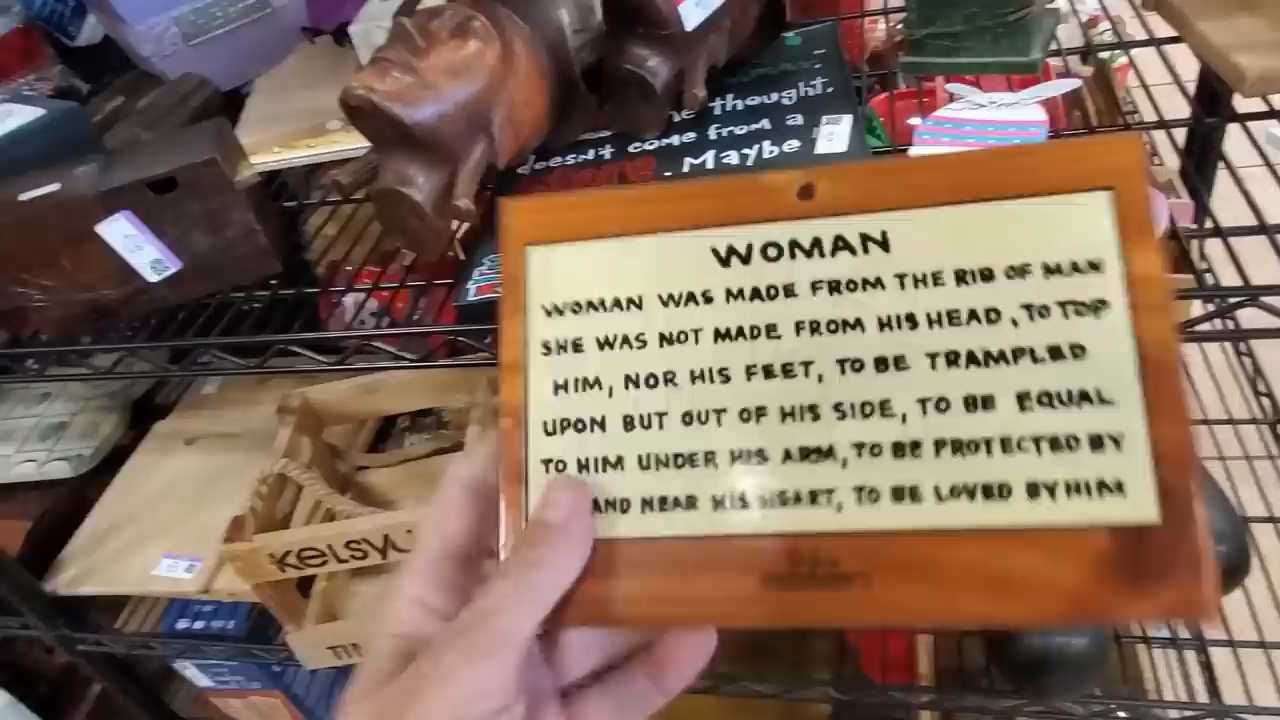 thought.
doesn't come from a
. Maybe
WOMAN
WOMAN WAS MADE FROM THE RIB OF MAN
SHE WAS NOT MADE FROM HIS HEAD, TO TOP
HIM, NOR HIS FEET, TO BE TRAMPLED
UPON BUT OUT OF HIS SIDE, TO BE EQUAL
TO HIM UNDER HIS ARM, TO BE PROTECTED BY
AND NEAR HIS HEART, TO BE LOVED BY HIM
KELSY